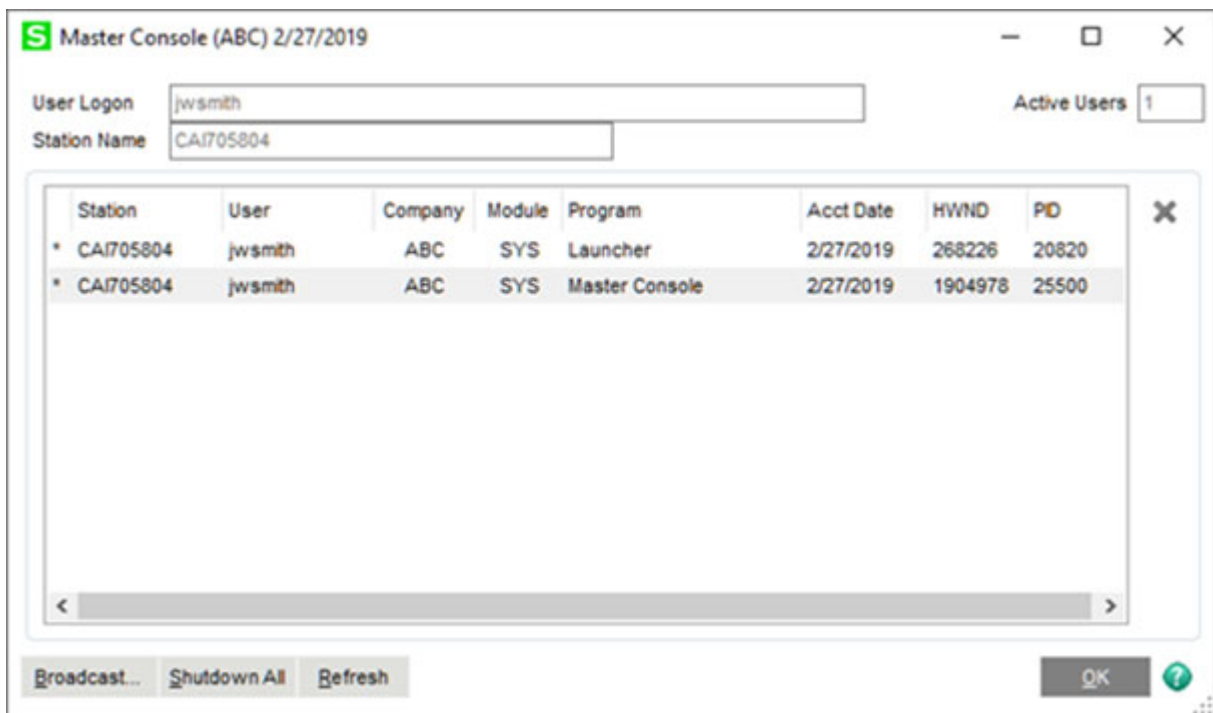 S Master Console (ABC) 2/27/2019
User Logon jwsmith Active Users 1
Station Name CAI705804
Station User Company Module Program Acct Date HWND PID
* CAI705804 jwsmith ABC SYS Launcher 2/27/2019 268226 20820
* CAI705804 jwsmith ABC SYS Master Console 2/27/2019 1904978 25500
Broadcast... Shutdown All Refresh OK ?